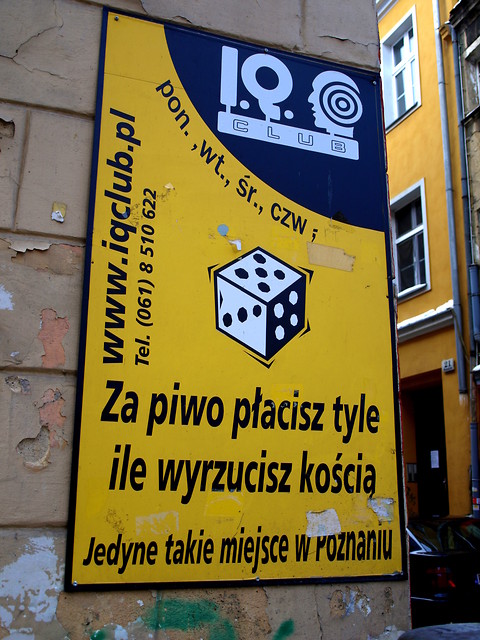 I.Q.
CLUB
pon., wt., śr., czw;
www.iqclub.pl
Tel. (061) 8 510 622
Za piwo płacisz tyle
ile wyrzucisz kością
Jedyne takie miejsce w Poznaniu